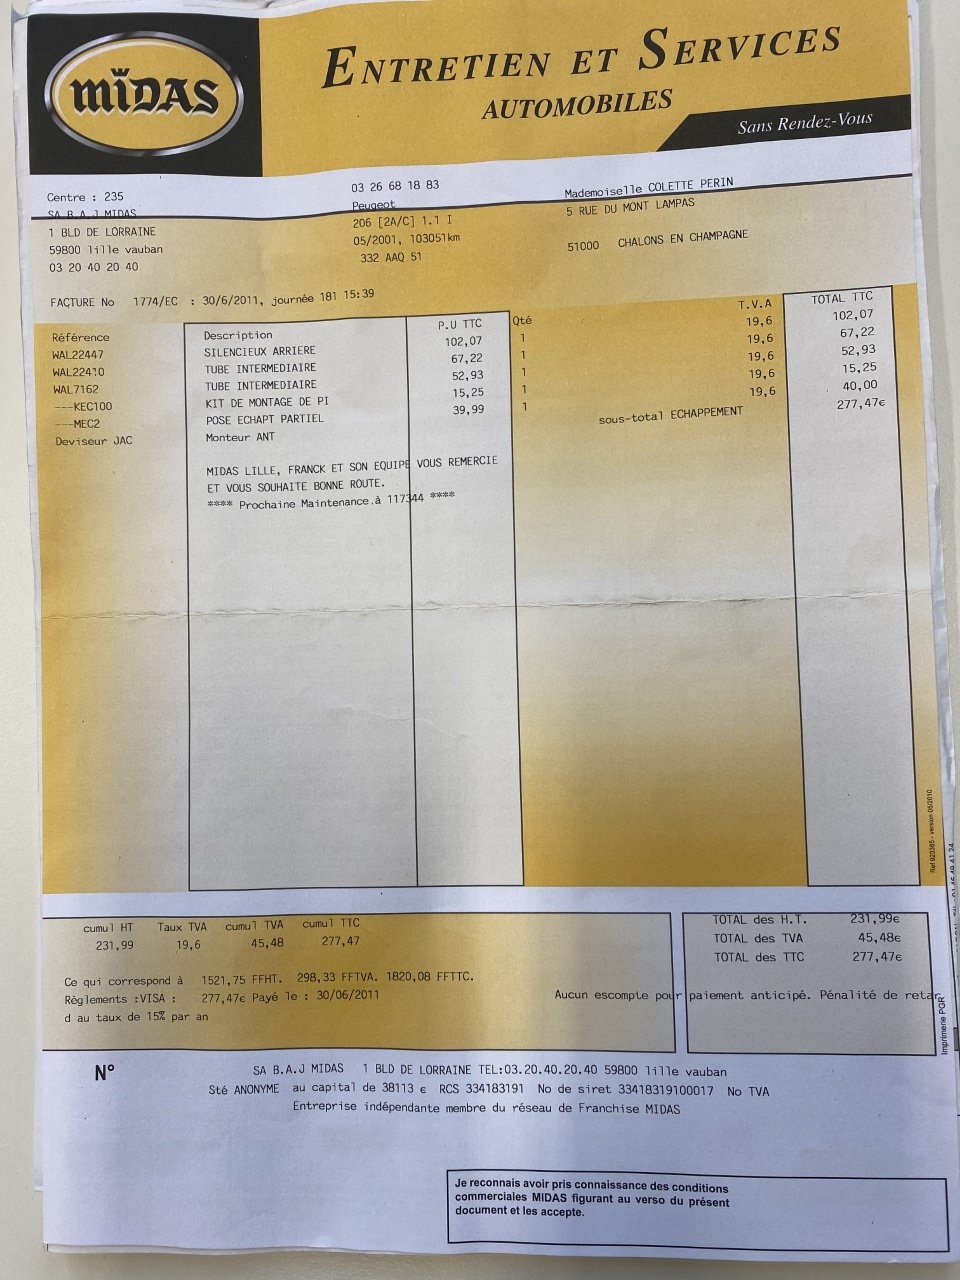 MIDAS
ENTRETIEN ET SERVICES
AUTOMOBILES
Sans Rendez-Vous
Centre : 235
SA B.A.J MIDAS
1 BLD DE LORRAINE
59800 lille vauban
03 20 40 20 40
03 26 68 18 83
Peugeot
206 [2A/C] 1.1 I
05/2001, 103051km
332 AAQ 51
Mademoiselle COLETTE PERIN
5 RUE DU MONT LAMPAS
51000 CHALONS EN CHAMPAGNE
FACTURE No 1774/EC : 30/6/2011, journée 181 15:39
Référence Description P.U TTC Qté T.V.A TOTAL TTC
WAL22447 SILENCIEUX ARRIERE 102,07 1 19,6 102,07
WAL22410 TUBE INTERMEDIAIRE 67,22 1 19,6 67,22
WAL7162 TUBE INTERMEDIAIRE 52,93 1 19,6 52,93
---KEC100 KIT DE MONTAGE DE PI 15,25 1 19,6 15,25
---MEC2 POSE ECHAPT PARTIEL 39,99 1 19,6 40,00
Deviseur JAC Monteur ANT sous-total ECHAPPEMENT 277,47€
MIDAS LILLE, FRANCK ET SON EQUIPE VOUS REMERCIE
ET VOUS SOUHAITE BONNE ROUTE.
**** Prochaine Maintenance.à 117344 ****
Ref 923385 - version 05/2010
cumul HT Taux TVA cumul TVA cumul TTC
231,99 19,6 45,48 277,47
TOTAL des H.T. 231,99€
TOTAL des TVA 45,48€
TOTAL des TTC 277,47€
Ce qui correspond à 1521,75 FFHT. 298,33 FFTVA. 1820,08 FFTTC.
Règlements :VISA : 277,47€ Payé le : 30/06/2011 Aucun escompte pour paiement anticipé. Pénalité de retar
d au taux de 15% par an
Imprimerie PGR
N°
SA B.A.J MIDAS 1 BLD DE LORRAINE TEL:03.20.40.20.40 59800 lille vauban
Sté ANONYME au capital de 38113 € RCS 334183191 No de siret 33418319100017 No TVA
Entreprise indépendante membre du réseau de Franchise MIDAS
Je reconnais avoir pris connaissance des conditions
commerciales MIDAS figurant au verso du présent
document et les accepte.